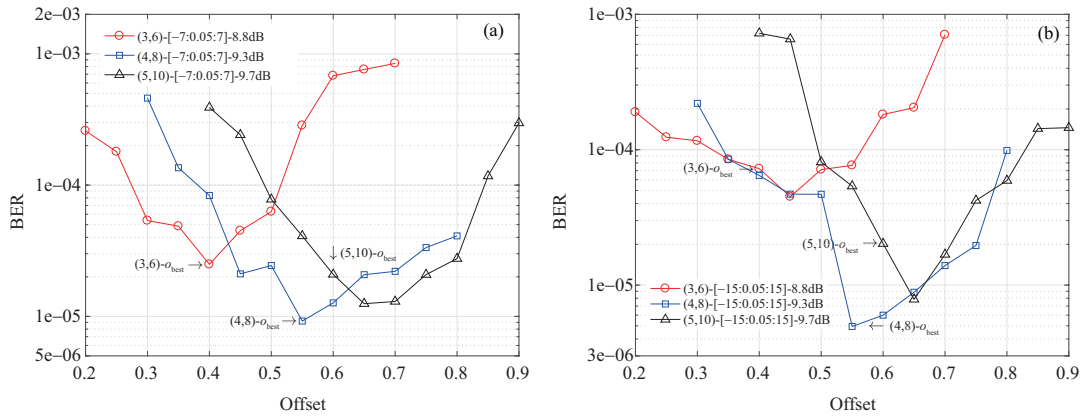 (a)
(3,6)-[−7:0.05:7]-8.8dB
(4,8)-[−7:0.05:7]-9.3dB
(5,10)-[−7:0.05:7]-9.7dB
2e−03
1e−03
1e−04
1e−05
5e−06
BER
(3,6)-o_best
(5,10)-o_best
(4,8)-o_best
0.2 0.3 0.4 0.5 0.6 0.7 0.8 0.9
Offset
(b)
1e−03
1e−04
1e−05
3e−06
BER
(3,6)-o_best
(5,10)-o_best
(4,8)-o_best
(3,6)-[−15:0.05:15]-8.8dB
(4,8)-[−15:0.05:15]-9.3dB
(5,10)-[−15:0.05:15]-9.7dB
0.2 0.3 0.4 0.5 0.6 0.7 0.8 0.9
Offset